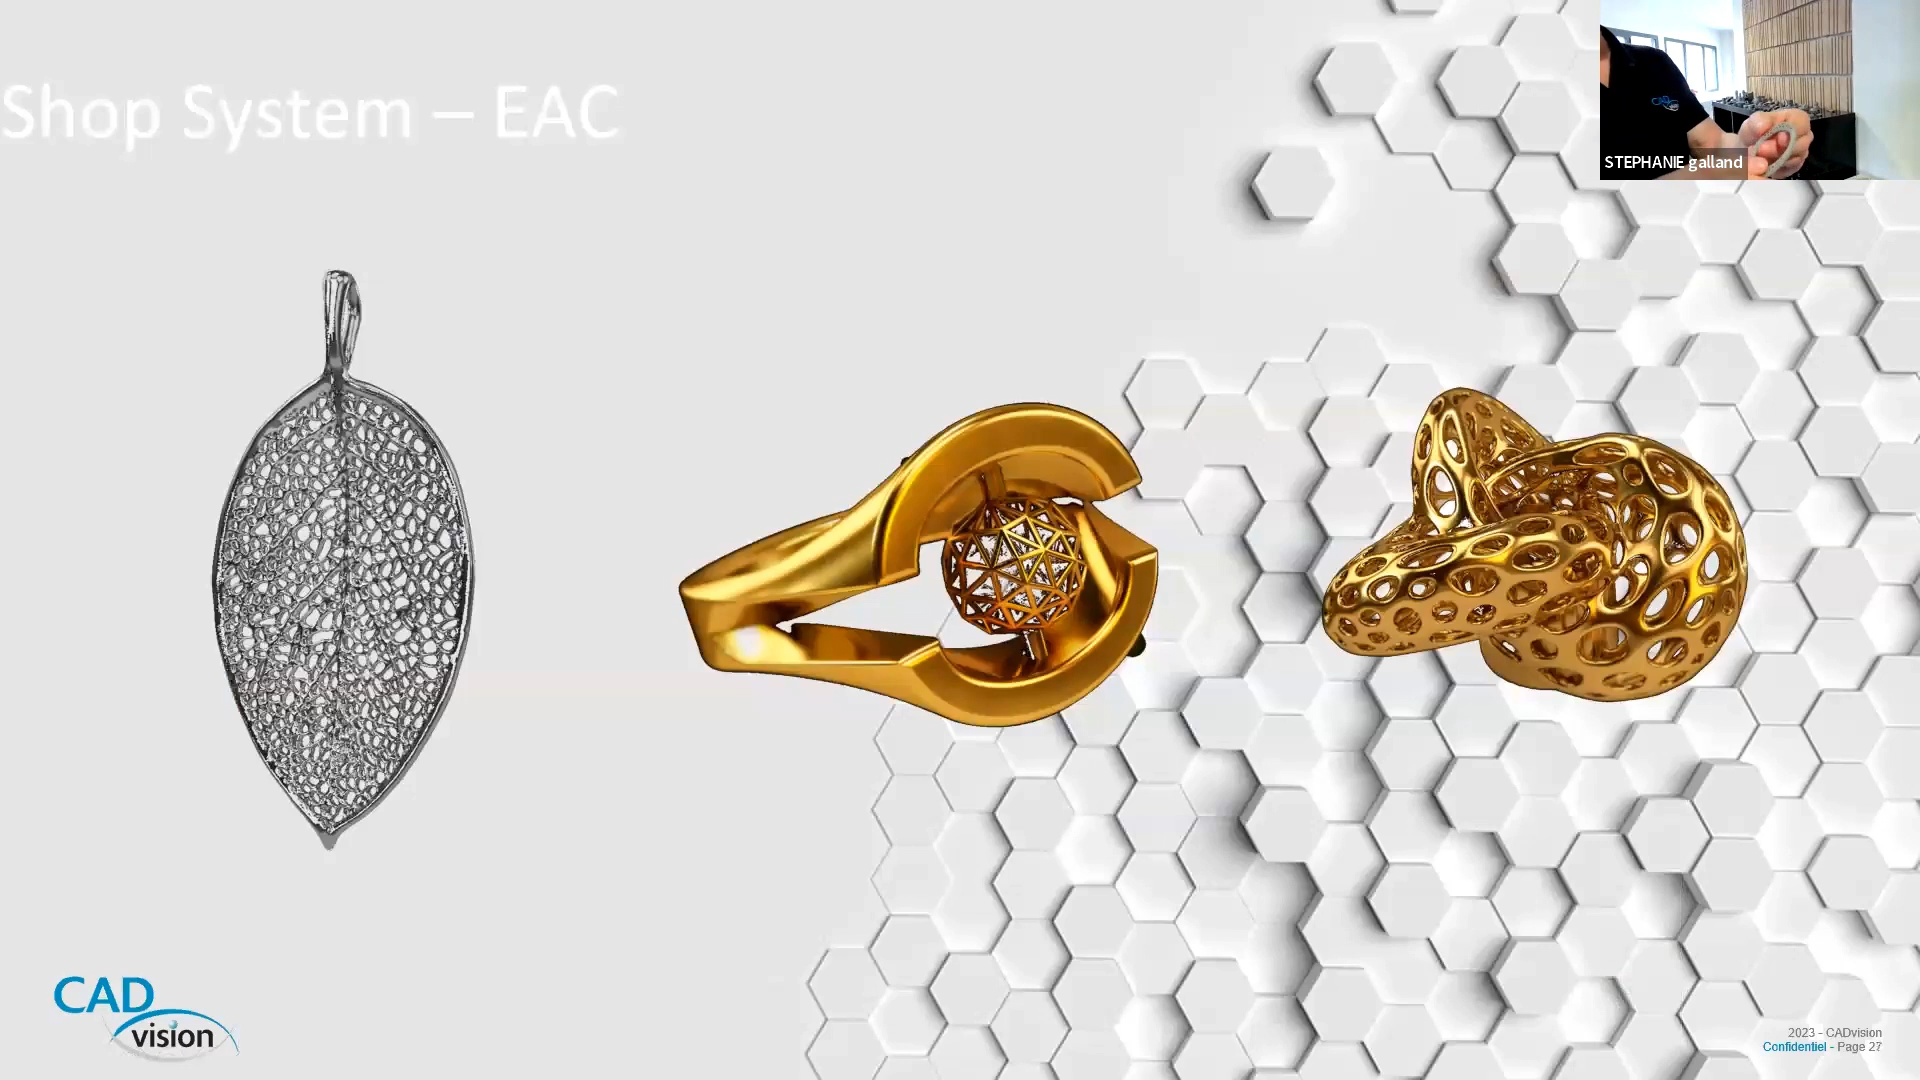 Shop System – EAC
STEPHANIE galland
CAD
vision
2023 - CADvision
Confidentiel - Page 27